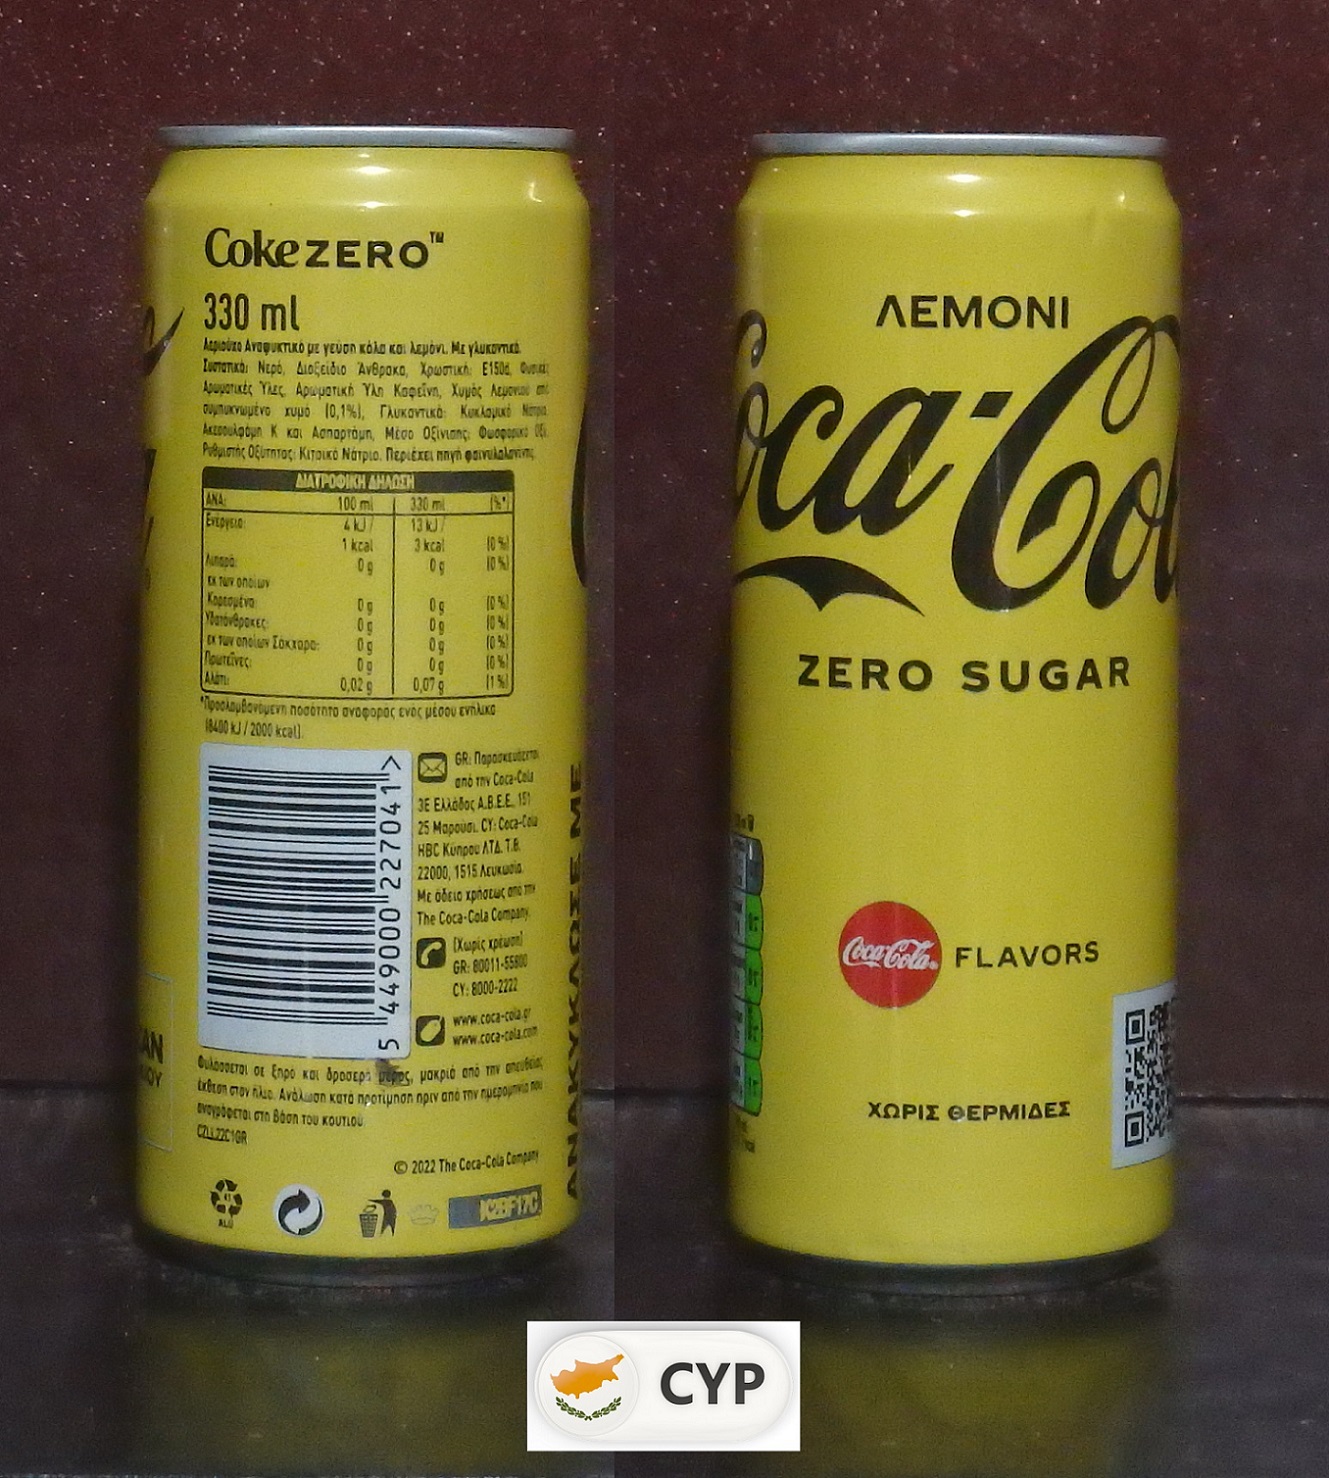 Coke ZERO™
330 ml
Αεριούχο Αναψυκτικό με γεύση κόλα και λεμόνι. Με γλυκαντικά.
Συστατικά: Νερό, Διοξείδιο Άνθρακα, Χρωστική: E150d, Φυσικές
Αρωματικές Ύλες, Αρωματική Ύλη Καφεΐνη, Χυμός Λεμονιού από
συμπυκνωμένο χυμό (0,1%), Γλυκαντικά: Κυκλαμικό Νάτριο,
Ακεσουλφάμη Κ και Ασπαρτάμη, Μέσο Οξίνισης: Φωσφορικό Οξύ,
Ρυθμιστής Οξύτητας: Κιτρικό Νάτριο. Περιέχει πηγή φαινυλαλανίνης.
ΔΙΑΤΡΟΦΙΚΗ ΔΗΛΩΣΗ
ΑΝΑ: 100 ml 330 ml (%*)
Ενέργεια: 4 kJ / 13 kJ /
1 kcal 3 kcal (0%)
Λιπαρά: 0 g 0 g (0%)
εκ των οποίων
Κορεσμένα: 0 g 0 g (0%)
Υδατάνθρακες: 0 g 0 g (0%)
εκ των οποίων Σάκχαρα: 0 g 0 g (0%)
Πρωτεΐνες: 0 g 0 g (0%)
Αλάτι: 0,02 g 0,07 g (1%)
*Προσλαμβανόμενη ποσότητα αναφοράς ενός μέσου ενήλικα
(8400 kJ / 2000 kcal).
5 449000 227041 >
GR: Παρασκευάζεται
από την Coca-Cola
3Ε Ελλάδος Α.Β.Ε.Ε., 151
25 Μαρούσι. CY: Coca-Cola
HBC Κύπρου ΛΤΔ. Τ.Θ.
22000, 1515 Λευκωσία.
Με άδεια χρήσεως από την
The Coca-Cola Company.
(Χωρίς χρέωση)
GR: 80011-55800
CY: 8000-2222
www.coca-cola.gr
www.coca-cola.com
Φυλάσσεται σε ξηρό και δροσερό μέρος, μακριά από την απευθείας
έκθεση στον ήλιο. Ανάλωση κατά προτίμηση πριν από την ημερομηνία που
αναγράφεται στη βάση του κουτιού.
CZLL22C1GR
© 2022 The Coca-Cola Company
41
ALU
K2BF17C
ΑΝΑΚΥΚΛΩΣΕ ΜΕ
ΛΕΜΟΝΙ
Coca-Cola
ZERO SUGAR
Coca-Cola. FLAVORS
ΧΩΡΙΣ ΘΕΡΜΙΔΕΣ
CYP